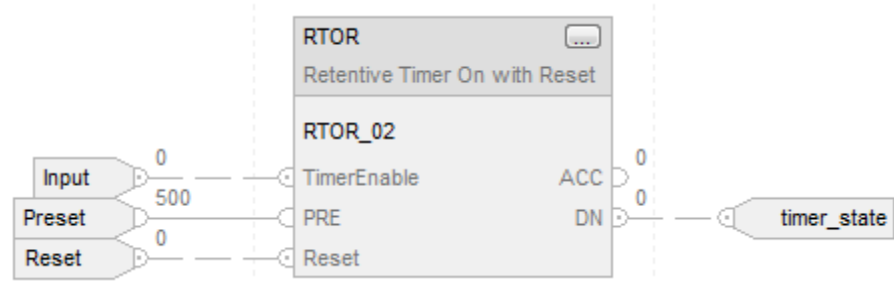 RTOR ...
Retentive Timer On with Reset
RTOR_02
Input 0 TimerEnable ACC 0
Preset 500 PRE DN 0 timer_state
Reset 0 Reset